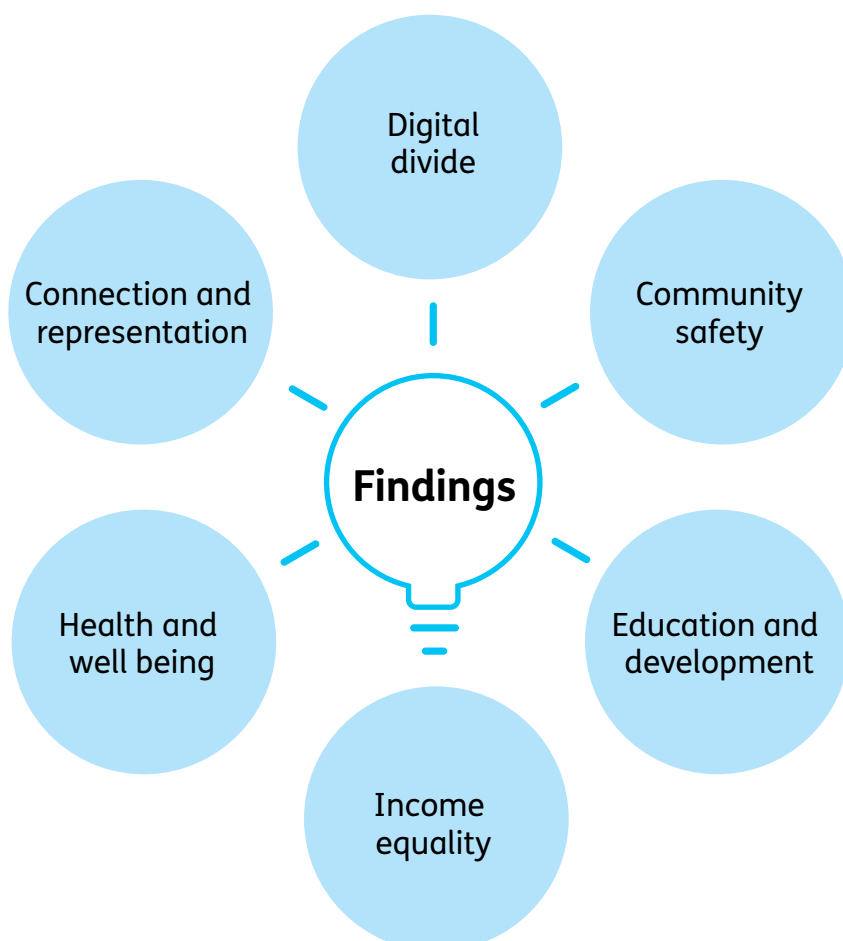 Digital
divide
Connection and
representation
Community
safety
Findings
Health and
well being
Education and
development
Income
equality